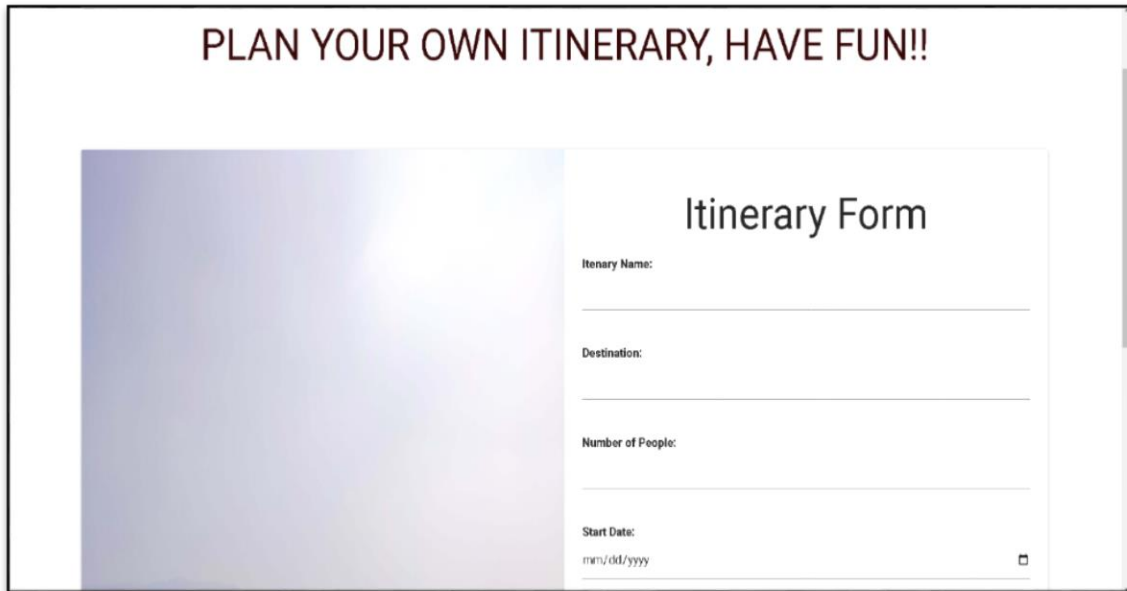 PLAN YOUR OWN ITINERARY, HAVE FUN!!
Itinerary Form
Itenary Name:
Destination:
Number of People:
Start Date:
mm/dd/yyyy